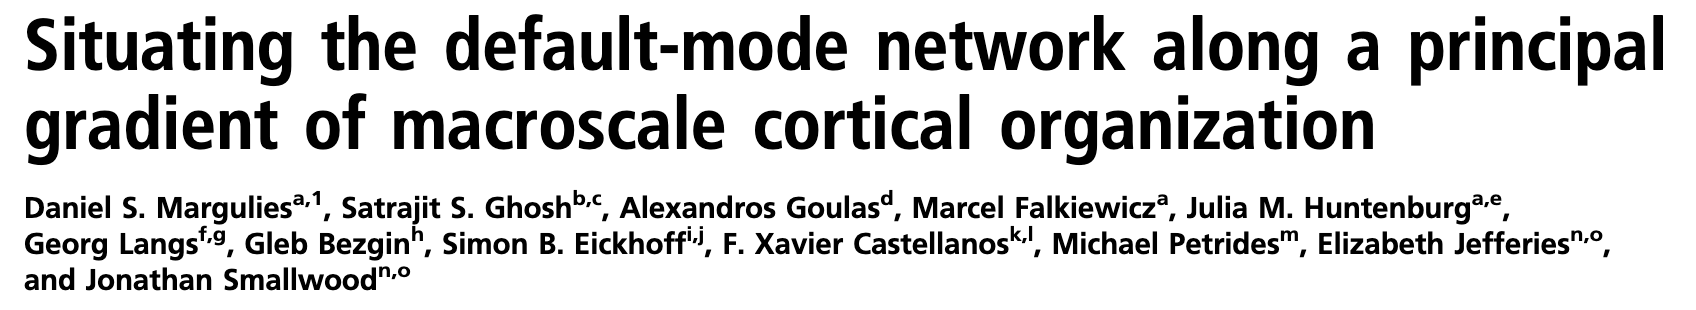 Situating the default-mode network along a principal
gradient of macroscale cortical organization
Daniel S. Margulies^a,1, Satrajit S. Ghosh^b,c, Alexandros Goulas^d, Marcel Falkiewicz^a, Julia M. Huntenburg^a,e,
Georg Langs^f,g, Gleb Bezgin^h, Simon B. Eickhoff^i,j, F. Xavier Castellanos^k,l, Michael Petrides^m, Elizabeth Jefferies^n,o,
and Jonathan Smallwood^n,o